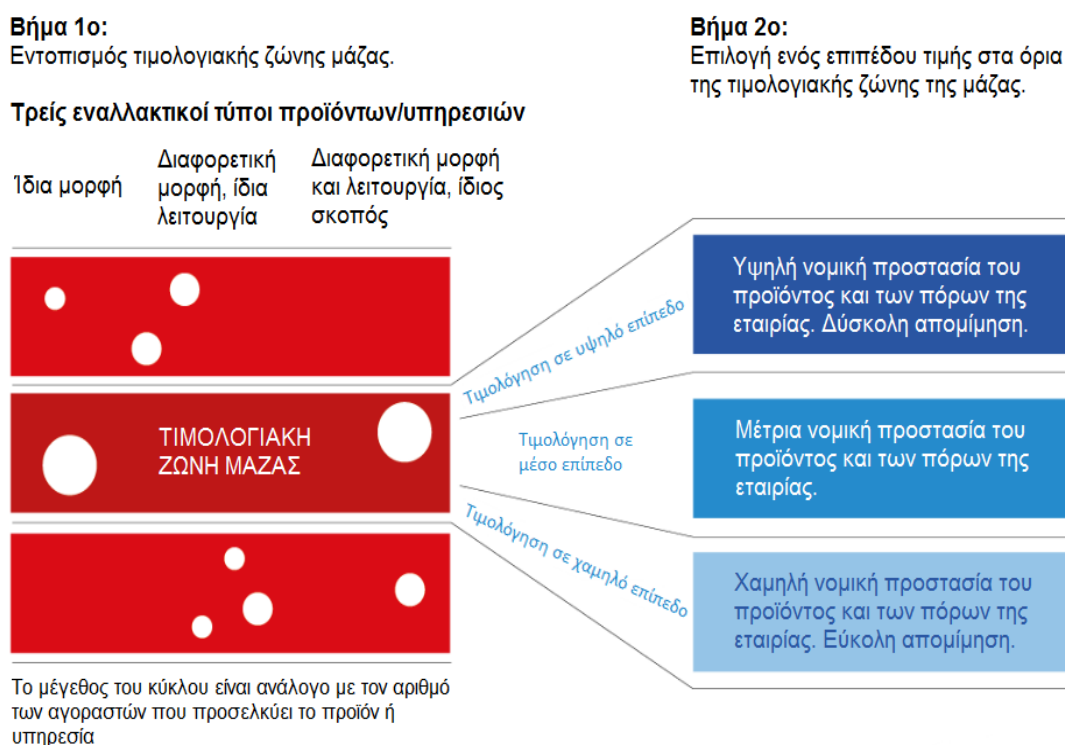 Βήμα 1ο:
Εντοπισμός τιμολογιακής ζώνης μάζας.
Τρείς εναλλακτικοί τύποι προϊόντων/υπηρεσιών
Ίδια μορφή
Διαφορετική
μορφή, ίδια
λειτουργία
Διαφορετική μορφή
και λειτουργία, ίδιος
σκοπός
ΤΙΜΟΛΟΓΙΑΚΗ
ΖΩΝΗ ΜΑΖΑΣ
Το μέγεθος του κύκλου είναι ανάλογο με τον αριθμό
των αγοραστών που προσελκύει το προϊόν ή
υπηρεσία
Τιμολόγηση σε υψηλό επίπεδο
Τιμολόγηση σε
μέσο επίπεδο
Τιμολόγηση σε χαμηλό επίπεδο
Βήμα 2ο:
Επιλογή ενός επιπέδου τιμής στα όρια
της τιμολογιακής ζώνης της μάζας.
Υψηλή νομική προστασία του
προϊόντος και των πόρων της
εταιρίας. Δύσκολη απομίμηση.
Μέτρια νομική προστασία του
προϊόντος και των πόρων της
εταιρίας.
Χαμηλή νομική προστασία του
προϊόντος και των πόρων της
εταιρίας. Εύκολη απομίμηση.